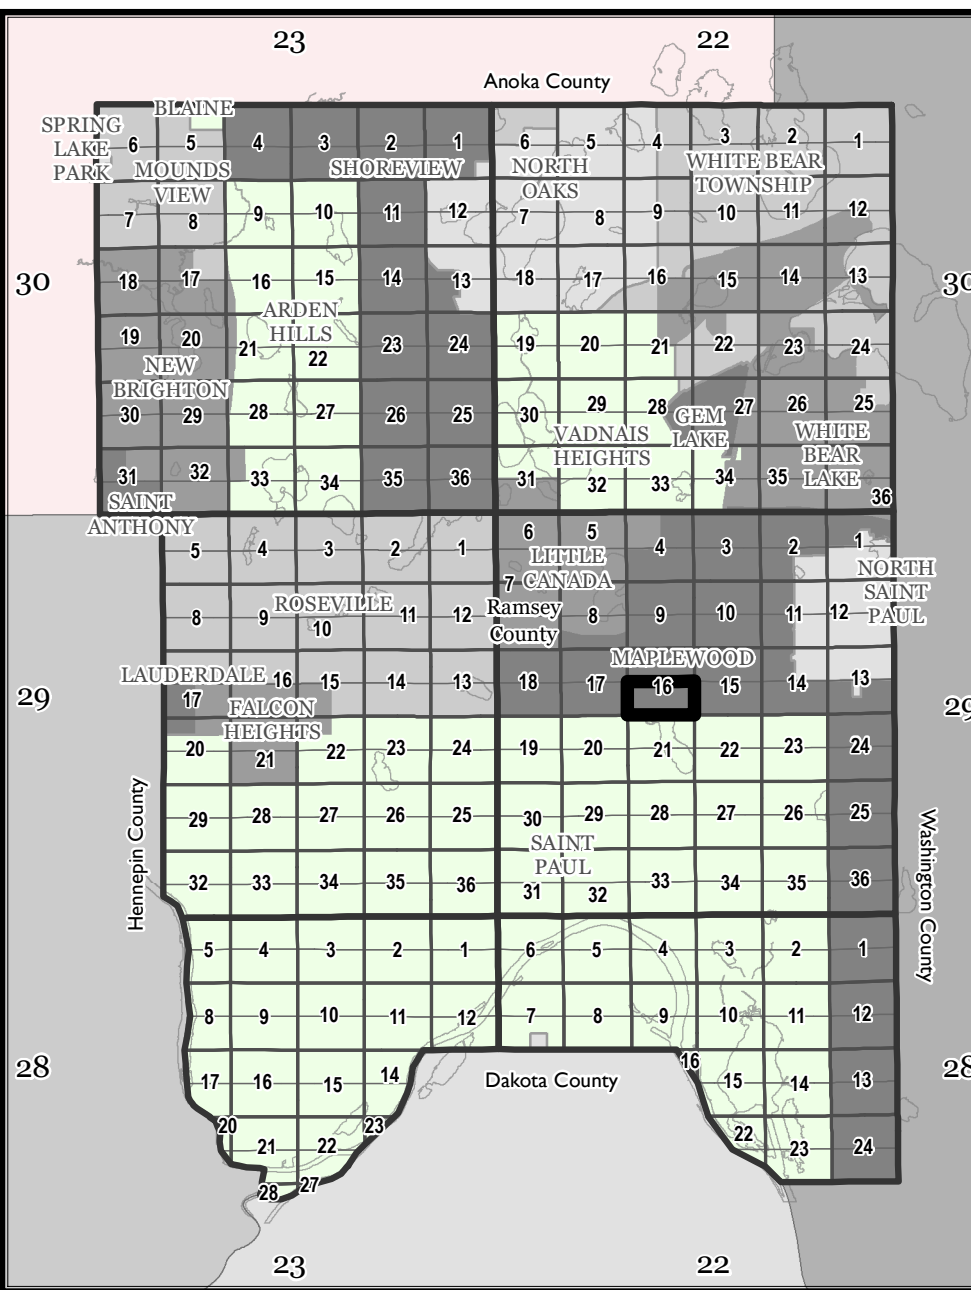 23 22
Anoka County
BLAINE
SPRING
LAKE
PARK
6 5 4 3 2 1 6 5 4 3 2 1
MOUNDS
VIEW
SHOREVIEW
NORTH
OAKS
WHITE BEAR
TOWNSHIP
7 8 9 10 11 12 7 8 9 10 11 12
30 18 17 16 15 14 13 18 17 16 15 14 13 30
ARDEN
HILLS
19 20 21 22 23 24 19 20 21 22 23 24
NEW
BRIGHTON
30 29 28 27 26 25 30 29 28 27 26 25
GEM
LAKE
VADNAIS
HEIGHTS
WHITE
BEAR
LAKE
31 32 33 34 35 36 31 32 33 34 35 36
SAINT
ANTHONY
5 4 3 2 1 6 5 4 3 2 1
LITTLE
CANADA
NORTH
SAINT
PAUL
8 9 10 11 12 7 8 9 10 11 12
ROSEVILLE
Ramsey
County
MAPLEWOOD
LAUDERDALE
29 17 16 15 14 13 18 17 16 15 14 13 29
FALCON
HEIGHTS
20 21 22 23 24 19 20 21 22 23 24
29 28 27 26 25 30 29 28 27 26 25
SAINT
PAUL
Hennepin County
Washington County
32 33 34 35 36 31 32 33 34 35 36
5 4 3 2 1 6 5 4 3 2 1
8 9 10 11 12 7 8 9 10 11 12
28 17 16 15 14 16 15 14 13 28
Dakota County
20 21 22 23 22 23 24
28 27
23 22